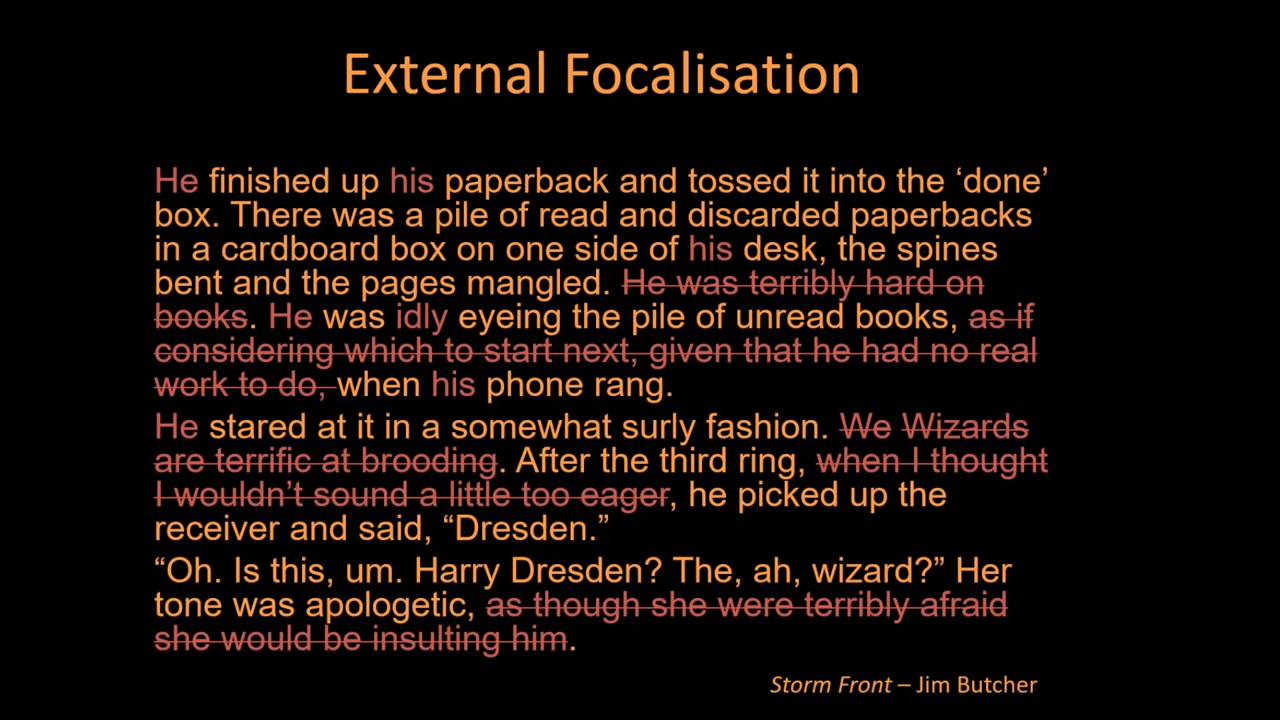 External Focalisation
He finished up his paperback and tossed it into the ‘done’
box. There was a pile of read and discarded paperbacks
in a cardboard box on one side of his desk, the spines
bent and the pages mangled. He was terribly hard on
books. He was idly eyeing the pile of unread books, as if
considering which to start next, given that he had no real
work to do, when his phone rang.
He stared at it in a somewhat surly fashion. We Wizards
are terrific at brooding. After the third ring, when I thought
I wouldn’t sound a little too eager, he picked up the
receiver and said, “Dresden.”
“Oh. Is this, um. Harry Dresden? The, ah, wizard?” Her
tone was apologetic, as though she were terribly afraid
she would be insulting him.
Storm Front – Jim Butcher